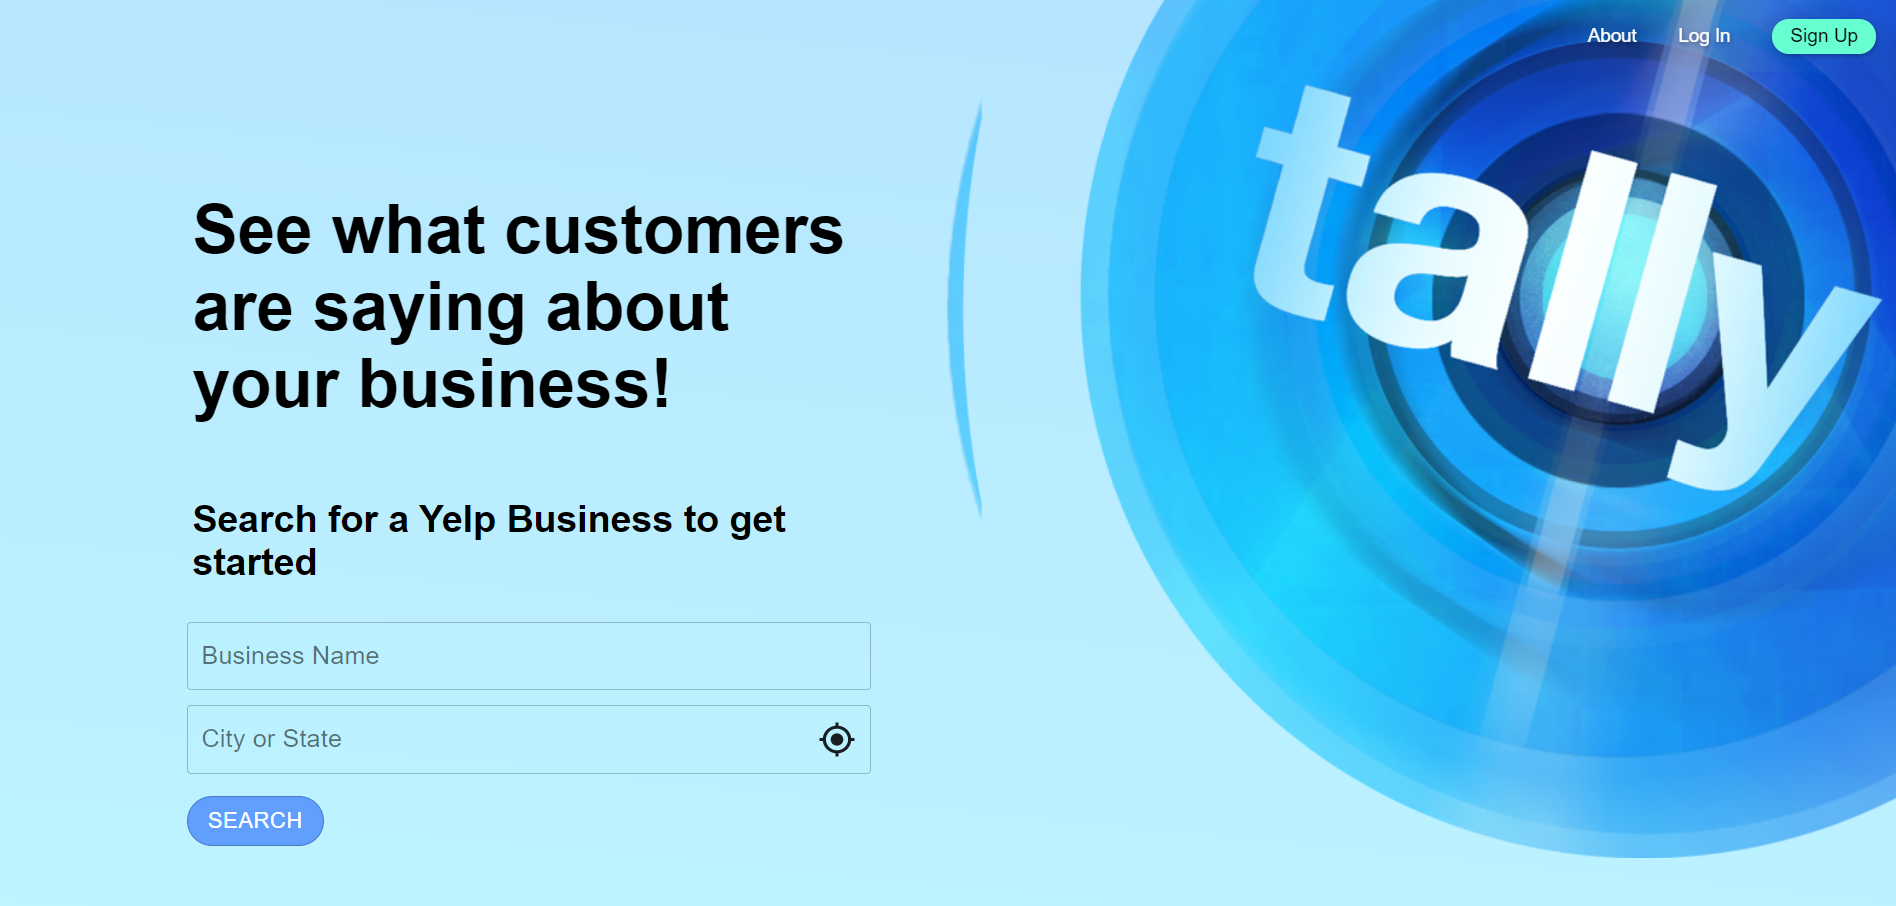 About
Log In
Sign Up
tally
See what customers
are saying about
your business!
Search for a Yelp Business to get
started
Business Name
City or State
SEARCH